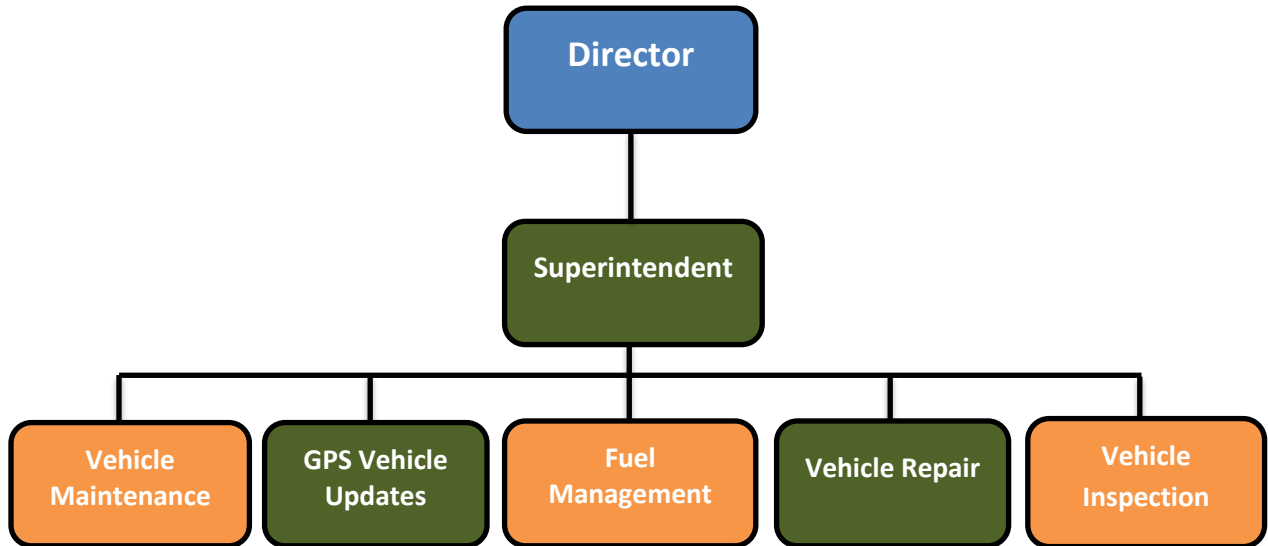 Director
Superintendent
Vehicle
Maintenance
GPS Vehicle
Updates
Fuel
Management
Vehicle Repair
Vehicle
Inspection